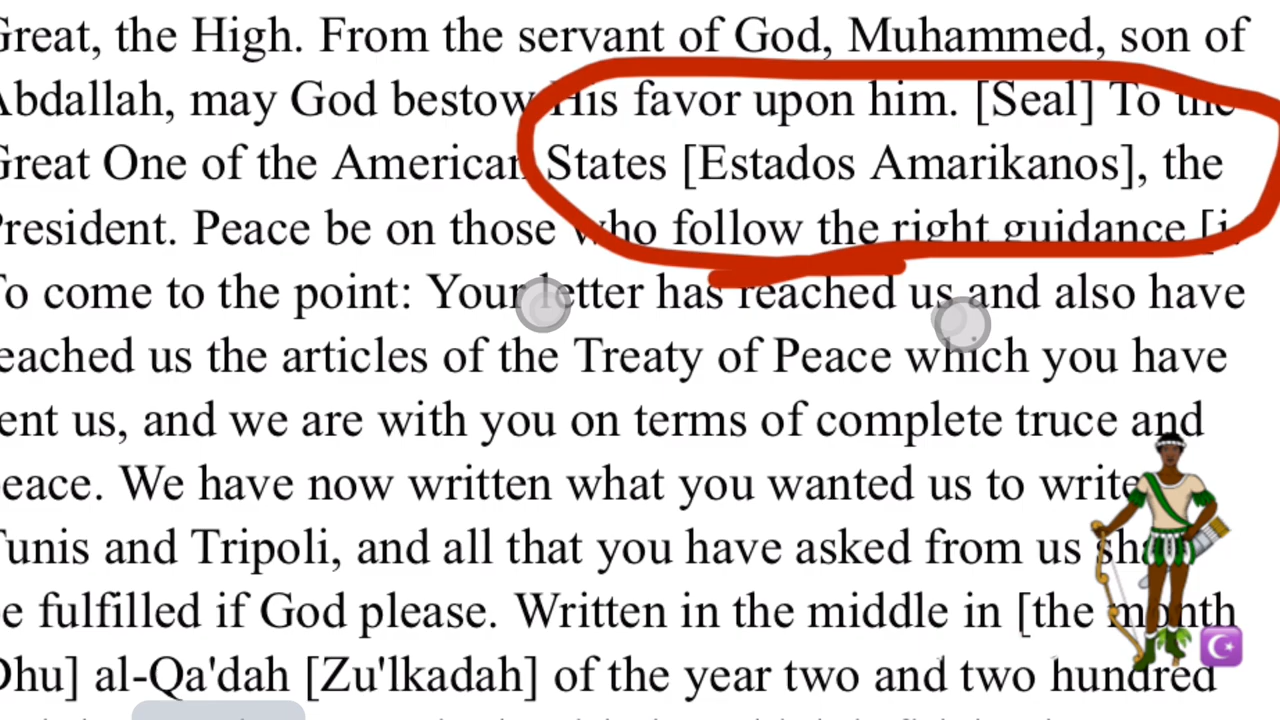 Great, the High. From the servant of God, Muhammed, son of
Abdallah, may God bestow His favor upon him. [Seal] To the
Great One of the American States [Estados Amarikanos], the
President. Peace be on those who follow the right guidance [i.
To come to the point: Your letter has reached us and also have
reached us the articles of the Treaty of Peace which you have
sent us, and we are with you on terms of complete truce and
peace. We have now written what you wanted us to write
Tunis and Tripoli, and all that you have asked from us shall
be fulfilled if God please. Written in the middle in [the month
Dhu] al-Qa'dah [Zu'lkadah] of the year two and two hundred